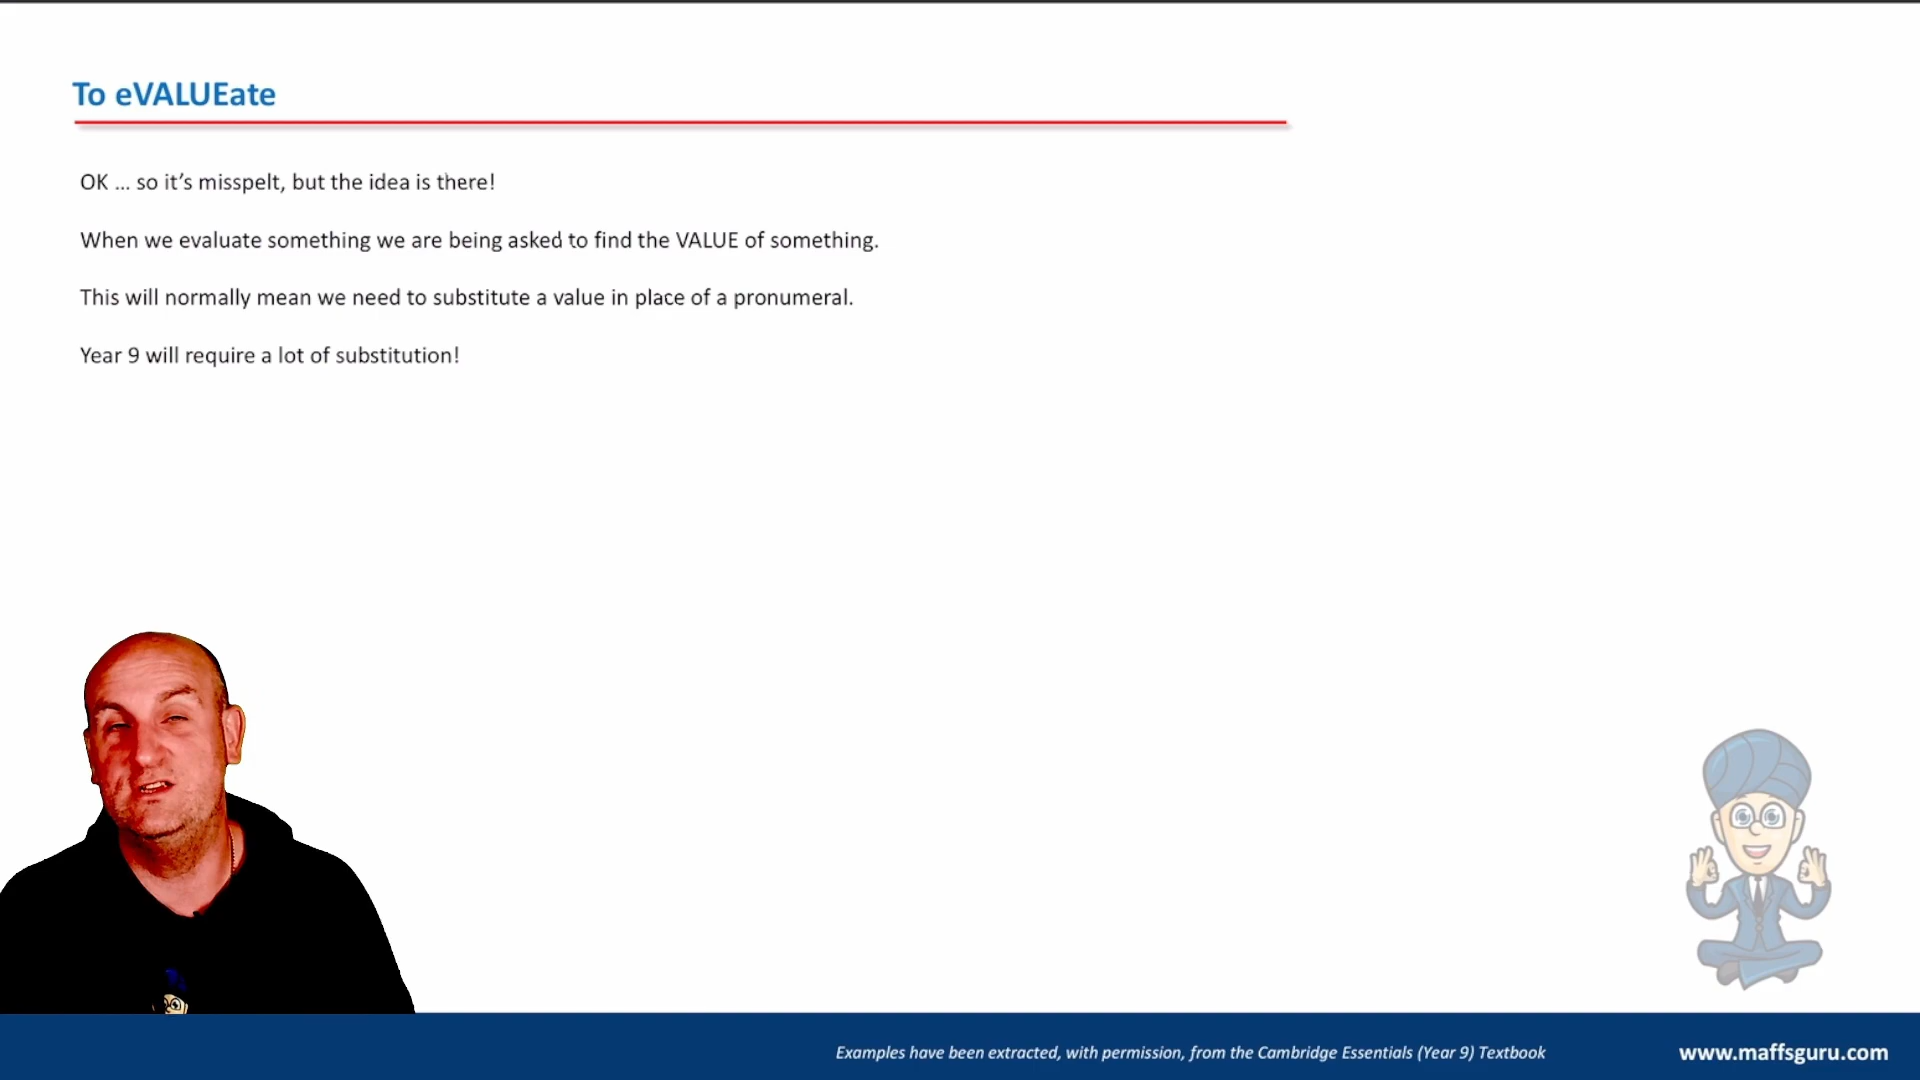 To eVALUEate
OK ... so it’s misspelt, but the idea is there!
When we evaluate something we are being asked to find the VALUE of something.
This will normally mean we need to substitute a value in place of a pronumeral.
Year 9 will require a lot of substitution!
Examples have been extracted, with permission, from the Cambridge Essentials (Year 9) Textbook
www.maffsguru.com